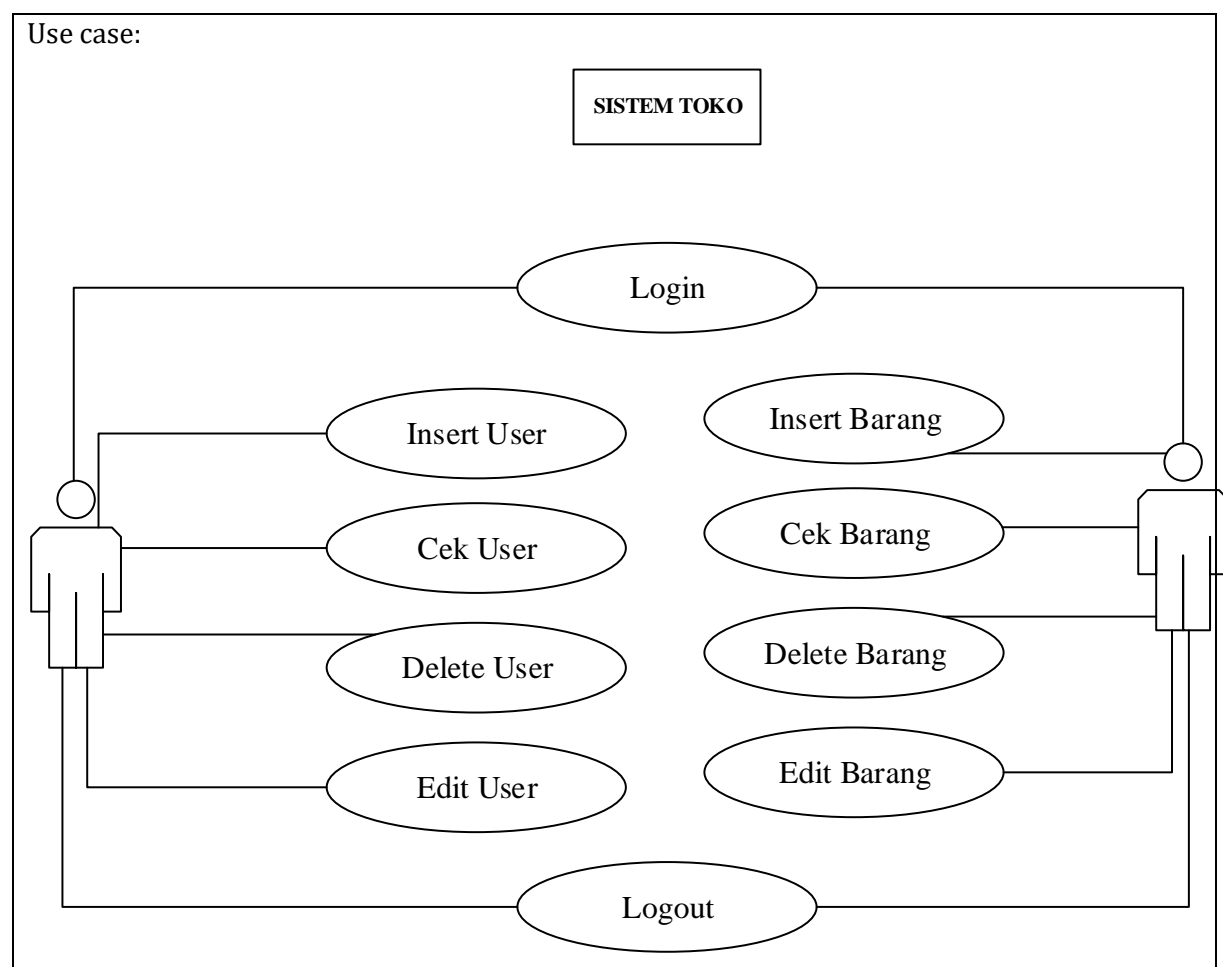 Use case:
SISTEM TOKO
Login
Insert User
Insert Barang
Cek User
Cek Barang
Delete User
Delete Barang
Edit User
Edit Barang
Logout